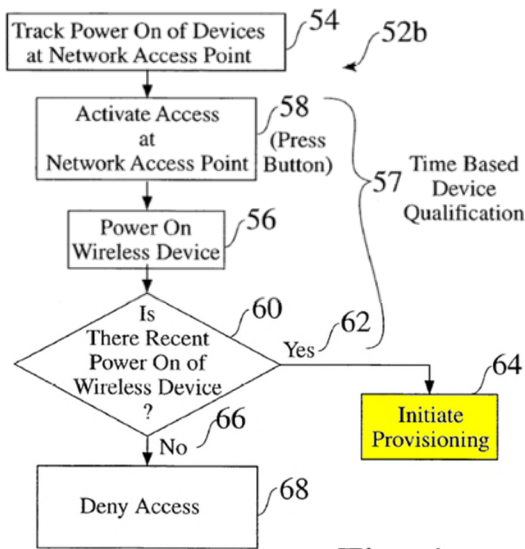 Track Power On of Devices
at Network Access Point
54
52b
Activate Access
at
Network Access Point
58
(Press
Button)
57
Time Based
Device
Qualification
Power On
Wireless Device
56
Is
There Recent
Power On of
Wireless Device
?
60
Yes
62
64
Initiate
Provisioning
66
No
Deny Access
68